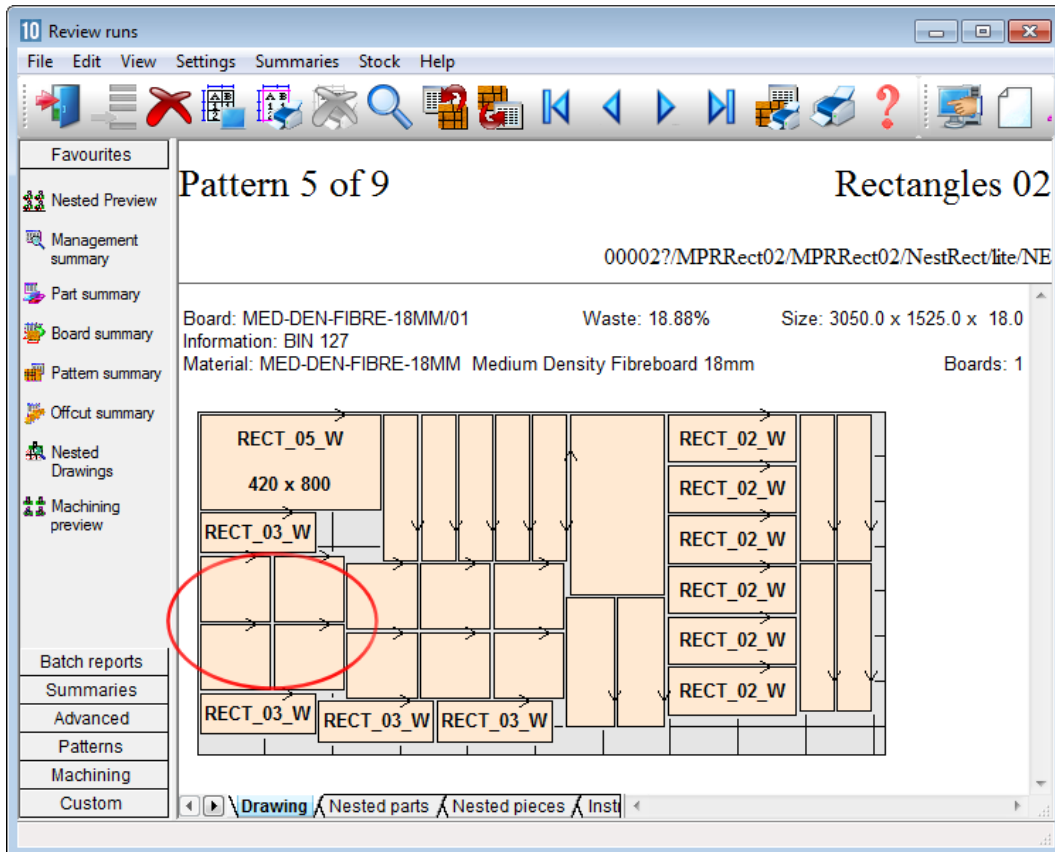 10 Review runs
File Edit View Settings Summaries Stock Help
Favourites
Nested Preview
Management
summary
Part summary
Board summary
Pattern summary
Offcut summary
Nested
Drawings
Machining
preview
Batch reports
Summaries
Advanced
Patterns
Machining
Custom
Pattern 5 of 9 Rectangles 02
00002?/MPRRect02/MPRRect02/NestRect/lite/NE
Board: MED-DEN-FIBRE-18MM/01 Waste: 18.88% Size: 3050.0 x 1525.0 x 18.0
Information: BIN 127
Material: MED-DEN-FIBRE-18MM Medium Density Fibreboard 18mm Boards: 1
RECT_05_W
420 x 800
RECT_03_W
RECT_02_W
RECT_02_W
RECT_02_W
RECT_02_W
RECT_02_W
RECT_02_W
RECT_03_W RECT_03_W RECT_03_W
Drawing Nested parts Nested pieces Inst